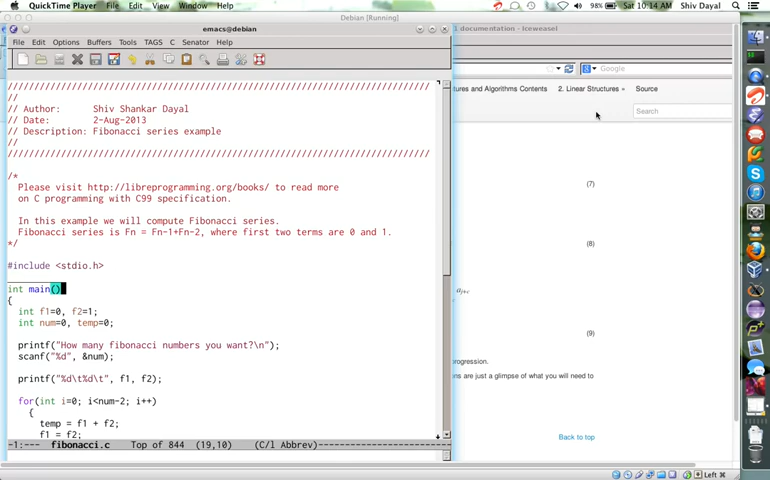 QuickTime Player File Edit View Window Help 98% Sat 10:14 AM Shiv Dayal
Debian [Running]
emacs@debian
1 documentation - Iceweasel
File Edit Options Buffers Tools TAGS C Senator Help
Google
tures and Algorithms Contents 2. Linear Structures » Source
Search
////////////////////////////////////////////////////////////////////////////////
//
// Author: Shiv Shankar Dayal
// Date: 2-Aug-2013
// Description: Fibonacci series example
//
////////////////////////////////////////////////////////////////////////////////
/*
Please visit http://libreprogramming.org/books/ to read more
on C programming with C99 specification.
In this example we will compute Fibonacci series.
Fibonacci series is Fn = Fn-1+Fn-2, where first two terms are 0 and 1.
*/
#include <stdio.h>
int main()
{
int f1=0, f2=1;
int num=0, temp=0;
printf("How many fibonacci numbers you want?\n");
scanf("%d", &num);
printf("%d\t%d\t", f1, f2);
for(int i=0; i<num-2; i++)
{
temp = f1 + f2;
f1 = f2;
-1:--- fibonacci.c Top of 844 (19,10) (C/l Abbrev)
(7)
(8)
a j+c
(9)
rogression.
ns are just a glimpse of what you will need to
Back to top
Left ⌘